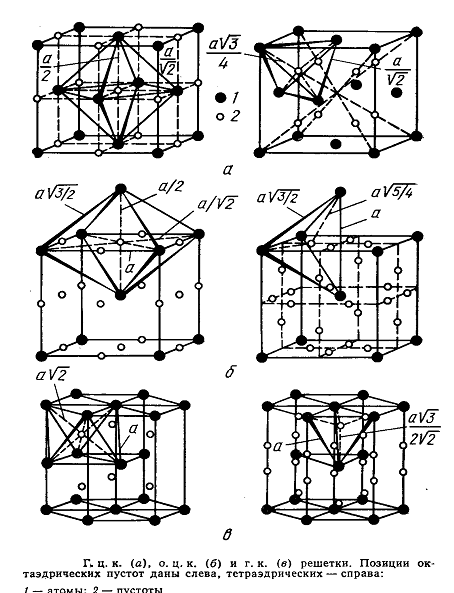 a/2
a/√2
a√3/4
a/√2
1
2
а
a√3/2
a/2
a/√2
a
a√3/2
a√5/4
a
б
a√2
a
a
a√3/2√2
в
Г. ц. к. (а), о. ц. к. (б) и г. к. (в) решетки. Позиции ок-
таэдрических пустот даны слева, тетраэдрических — справа:
1 — атомы; 2 — пустоты